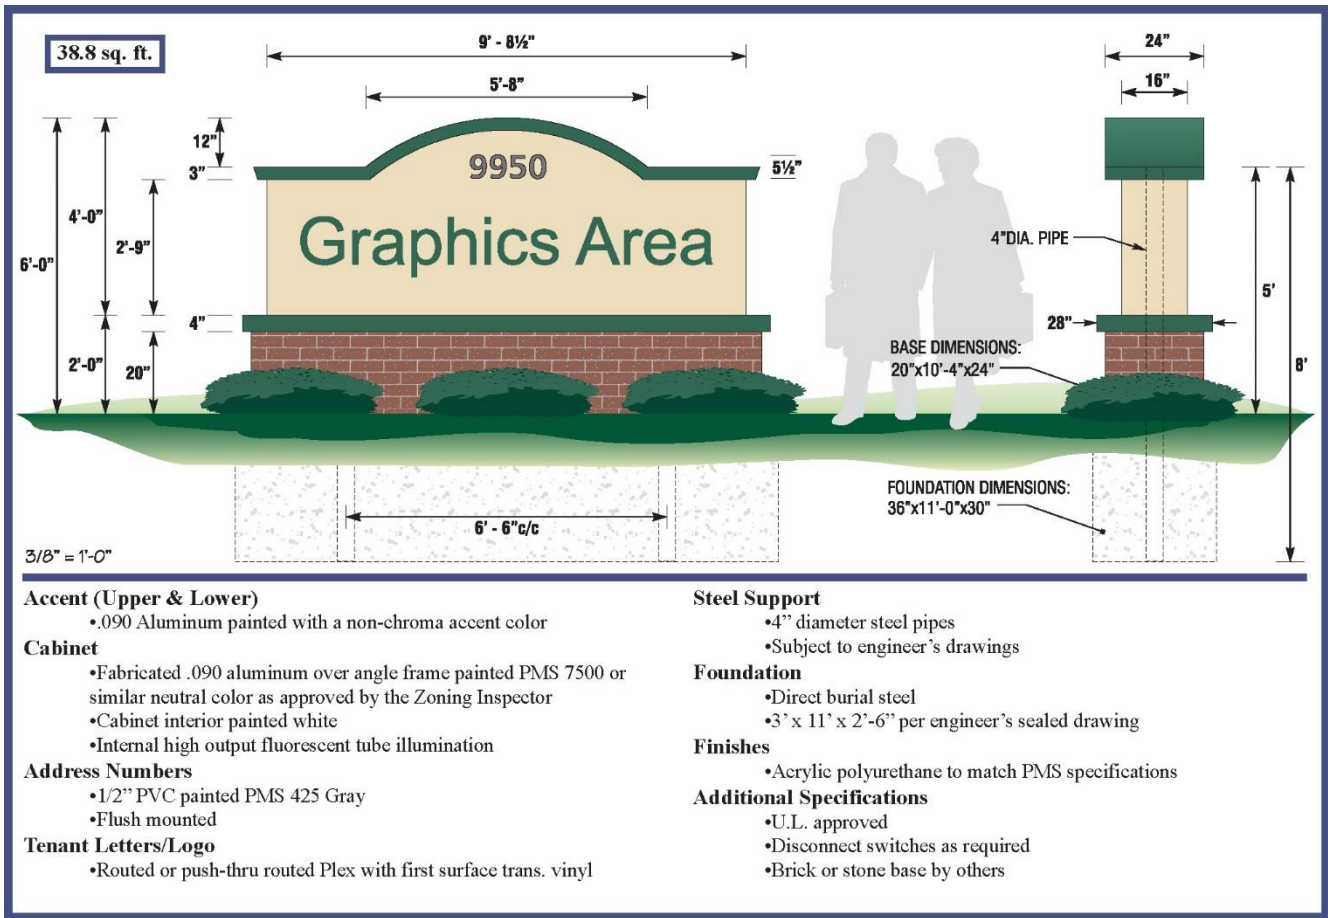 38.8 sq. ft.
9' - 8½"
5'-8"
24"
16"
12"
3"
5½"
9950
Graphics Area
4'-0"
2'-9"
6'-0"
4"DIA. PIPE
5'
4"
28"
8'
2'-0"
20"
BASE DIMENSIONS:
20"x10'-4"x24"
FOUNDATION DIMENSIONS:
36"x11'-0"x30"
6' - 6"c/c
3/8" = 1'-0"
Accent (Upper & Lower)
•.090 Aluminum painted with a non-chroma accent color
Cabinet
•Fabricated .090 aluminum over angle frame painted PMS 7500 or
similar neutral color as approved by the Zoning Inspector
•Cabinet interior painted white
•Internal high output fluorescent tube illumination
Address Numbers
•1/2" PVC painted PMS 425 Gray
•Flush mounted
Tenant Letters/Logo
•Routed or push-thru routed Plex with first surface trans. vinyl
Steel Support
•4" diameter steel pipes
•Subject to engineer's drawings
Foundation
•Direct burial steel
•3' x 11' x 2'-6" per engineer's sealed drawing
Finishes
•Acrylic polyurethane to match PMS specifications
Additional Specifications
•U.L. approved
•Disconnect switches as required
•Brick or stone base by others